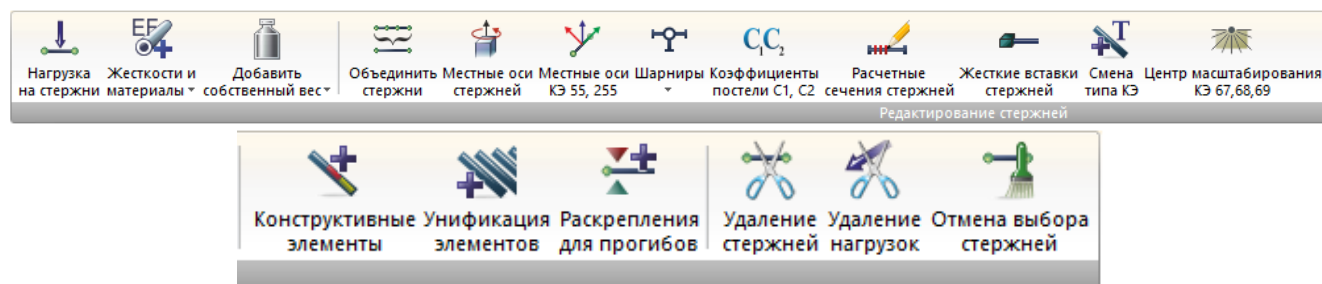 EF
C₁C₂
T
Нагрузка Жесткости и Добавить Объединить Местные оси Местные оси Шарниры Коэффициенты Расчетные Жесткие вставки Смена Центр масштабирования
на стержни материалы собственный вес стержни стержней КЭ 55, 255 постели С1, С2 сечения стержней стержней типа КЭ КЭ 67,68,69
Редактирование стержней
Конструктивные Унификация Раскрепления Удаление Удаление Отмена выбора
элементы элементов для прогибов стержней нагрузок стержней